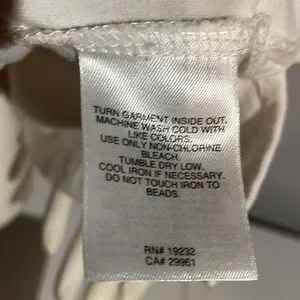 TURN GARMENT INSIDE OUT.
MACHINE WASH COLD WITH
LIKE COLORS.
USE ONLY NON-CHLORINE
BLEACH.
TUMBLE DRY LOW.
COOL IRON IF NECESSARY.
DO NOT TOUCH IRON TO
BEADS.
RN# 19232
CA# 29961